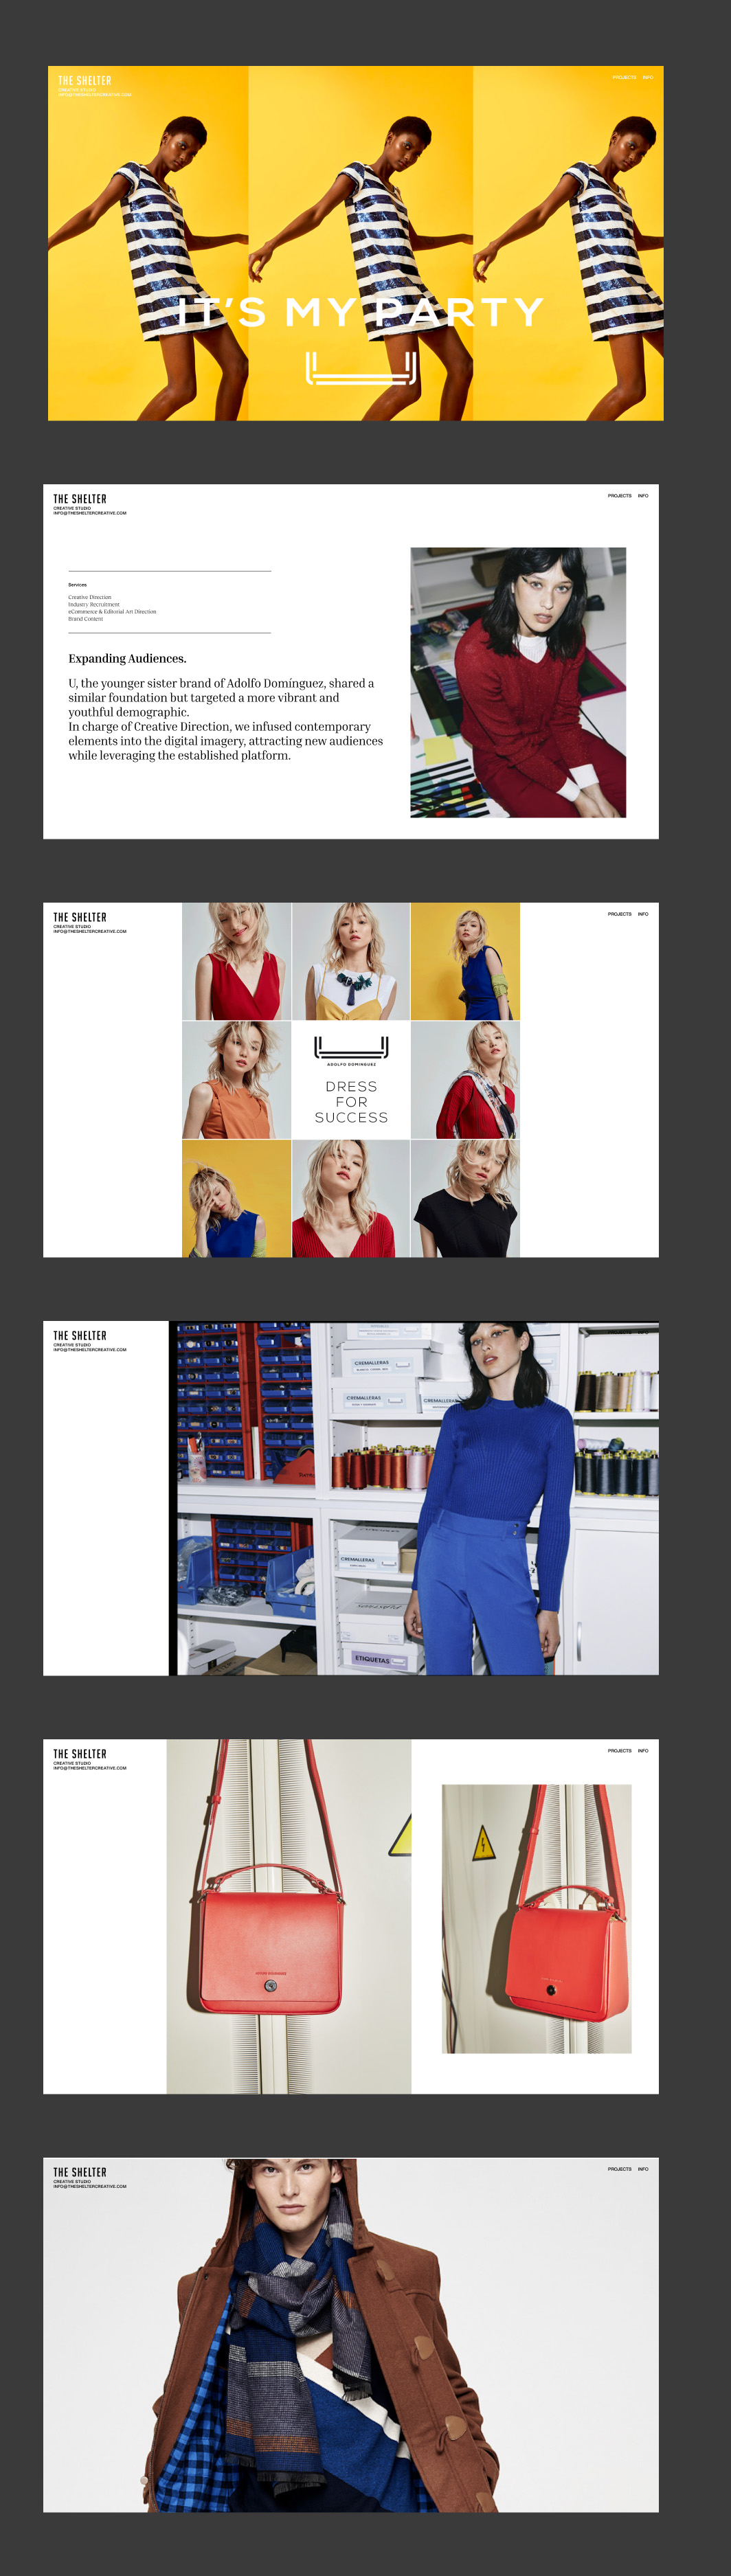 THE SHELTER
CREATIVE STUDIO
INFO@THESHELTERCREATIVE.COM
PROJECTS INFO
IT'S MY PARTY
THE SHELTER
CREATIVE STUDIO
INFO@THESHELTERCREATIVE.COM
PROJECTS INFO
Services
Creative Direction
Industry Recruitment
eCommerce & Editorial Art Direction
Brand Content
Expanding Audiences.
U, the younger sister brand of Adolfo Domínguez, shared a
similar foundation but targeted a more vibrant and
youthful demographic.
In charge of Creative Direction, we infused contemporary
elements into the digital imagery, attracting new audiences
while leveraging the established platform.
THE SHELTER
CREATIVE STUDIO
INFO@THESHELTERCREATIVE.COM
PROJECTS INFO
ADOLFO DOMINGUEZ
DRESS
FOR
SUCCESS
THE SHELTER
CREATIVE STUDIO
INFO@THESHELTERCREATIVE.COM
CREMALLERAS
CREMALLERAS
CREMALLERAS
ETIQUETAS
THE SHELTER
CREATIVE STUDIO
INFO@THESHELTERCREATIVE.COM
PROJECTS INFO
THE SHELTER
CREATIVE STUDIO
INFO@THESHELTERCREATIVE.COM
PROJECTS INFO